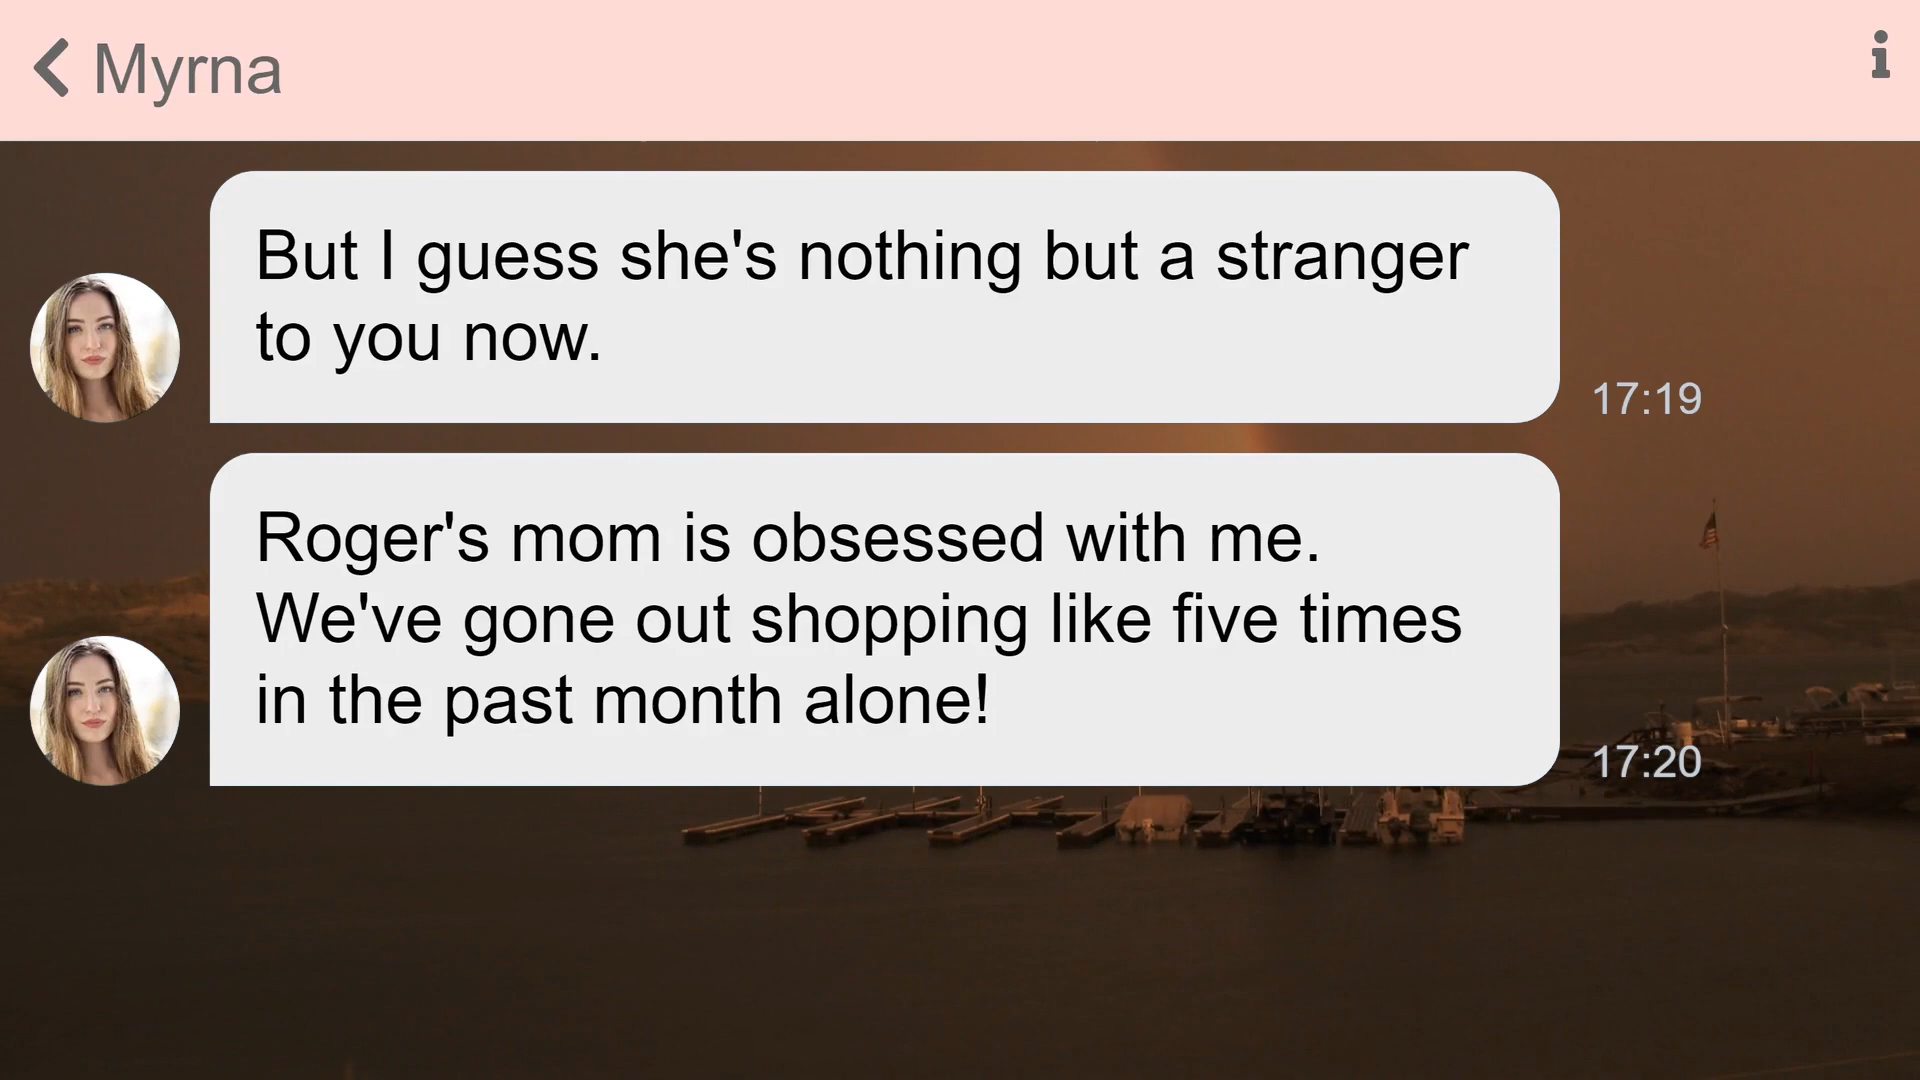 Myrna
But I guess she's nothing but a stranger
to you now.
17:19
Roger's mom is obsessed with me.
We've gone out shopping like five times
in the past month alone!
17:20